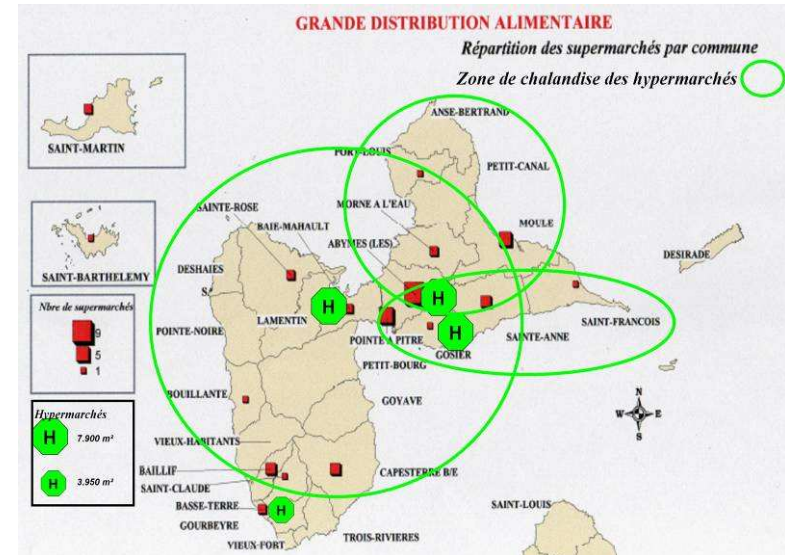 GRANDE DISTRIBUTION ALIMENTAIRE
Répartition des supermarchés par commune
Zone de chalandise des hypermarchés
ANSE-BERTRAND
SAINT-MARTIN
PORT-LOUIS
PETIT-CANAL
SAINTE-ROSE
MORNE A L'EAU
BAIE-MAHAULT
MOULE
ABYMES (LES)
DESIRADE
SAINT-BARTHELEMY
DESHAIES
S
Nbre de supermarchés
9
5
1
H
H
H
LAMENTIN
POINTE-NOIRE
POINTE A PITRE
SAINT-FRANCOIS
SAINTE-ANNE
GOSIER
PETIT-BOURG
BOUILLANTE
GOYAVE
N
W E
S
Hypermarchés
H 7.900 m²
H 3.950 m²
VIEUX-HABITANTS
BAILLIF
CAPESTERRE B/E
SAINT-CLAUDE
BASSE-TERRE
H
SAINT-LOUIS
GOURBEYRE
TROIS-RIVIERES
VIEUX-FORT